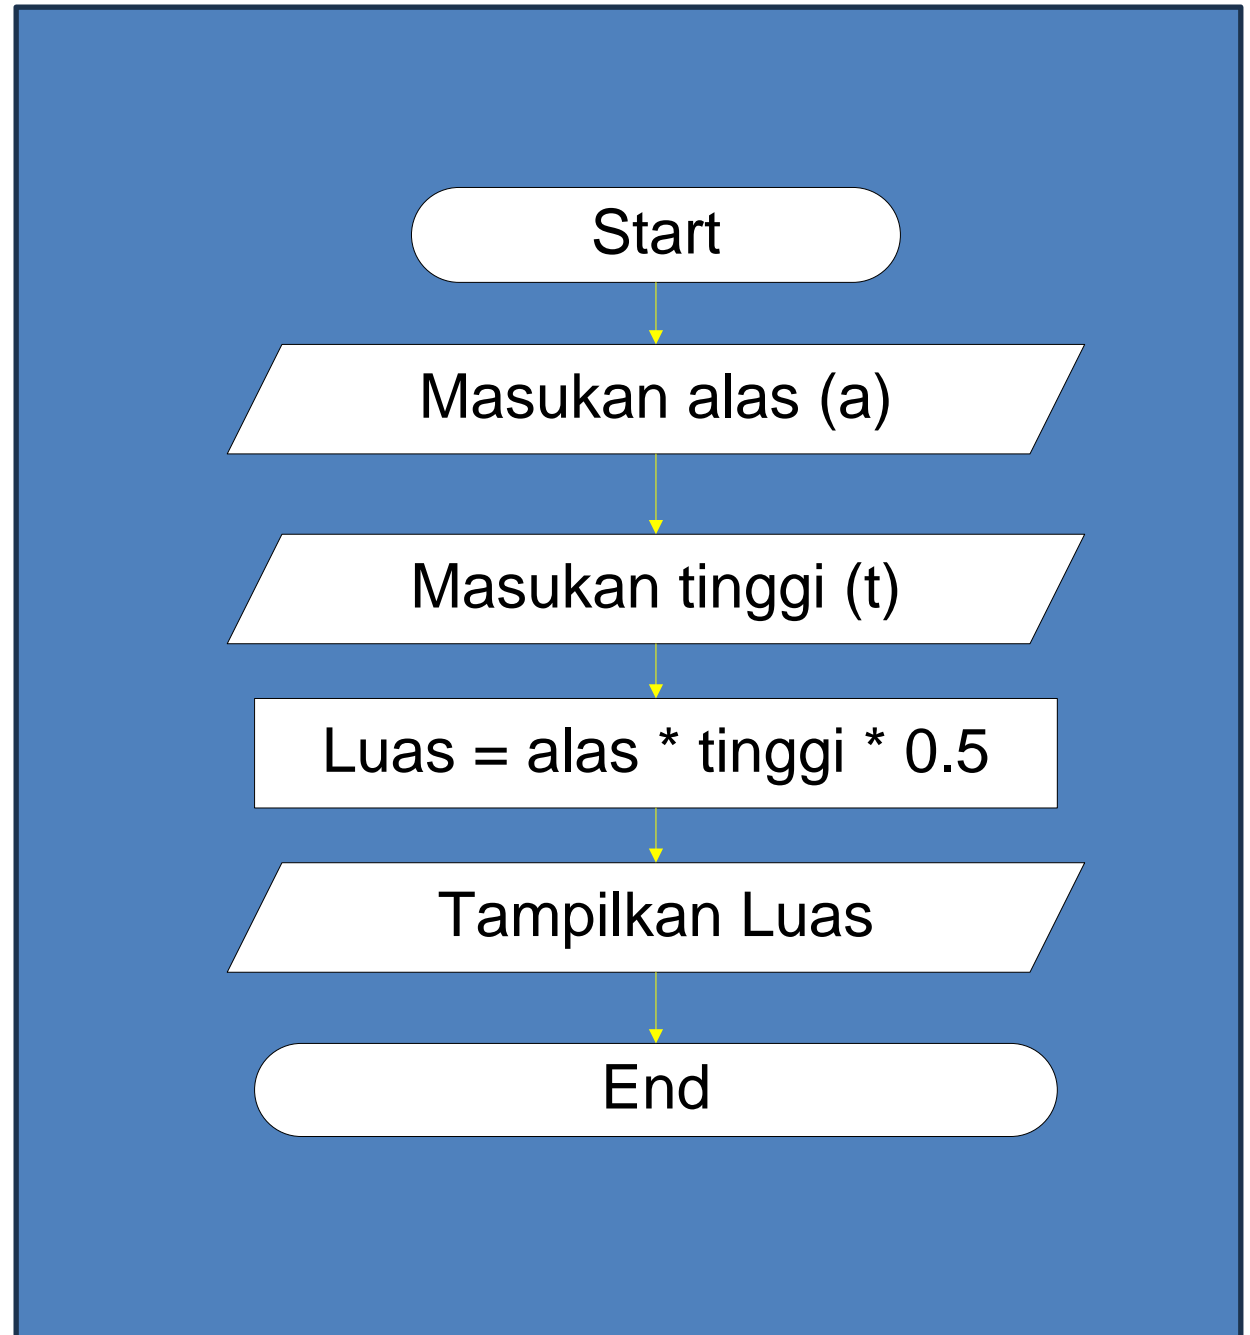 Start
Masukan alas (a)
Masukan tinggi (t)
Luas = alas * tinggi * 0.5
Tampilkan Luas
End